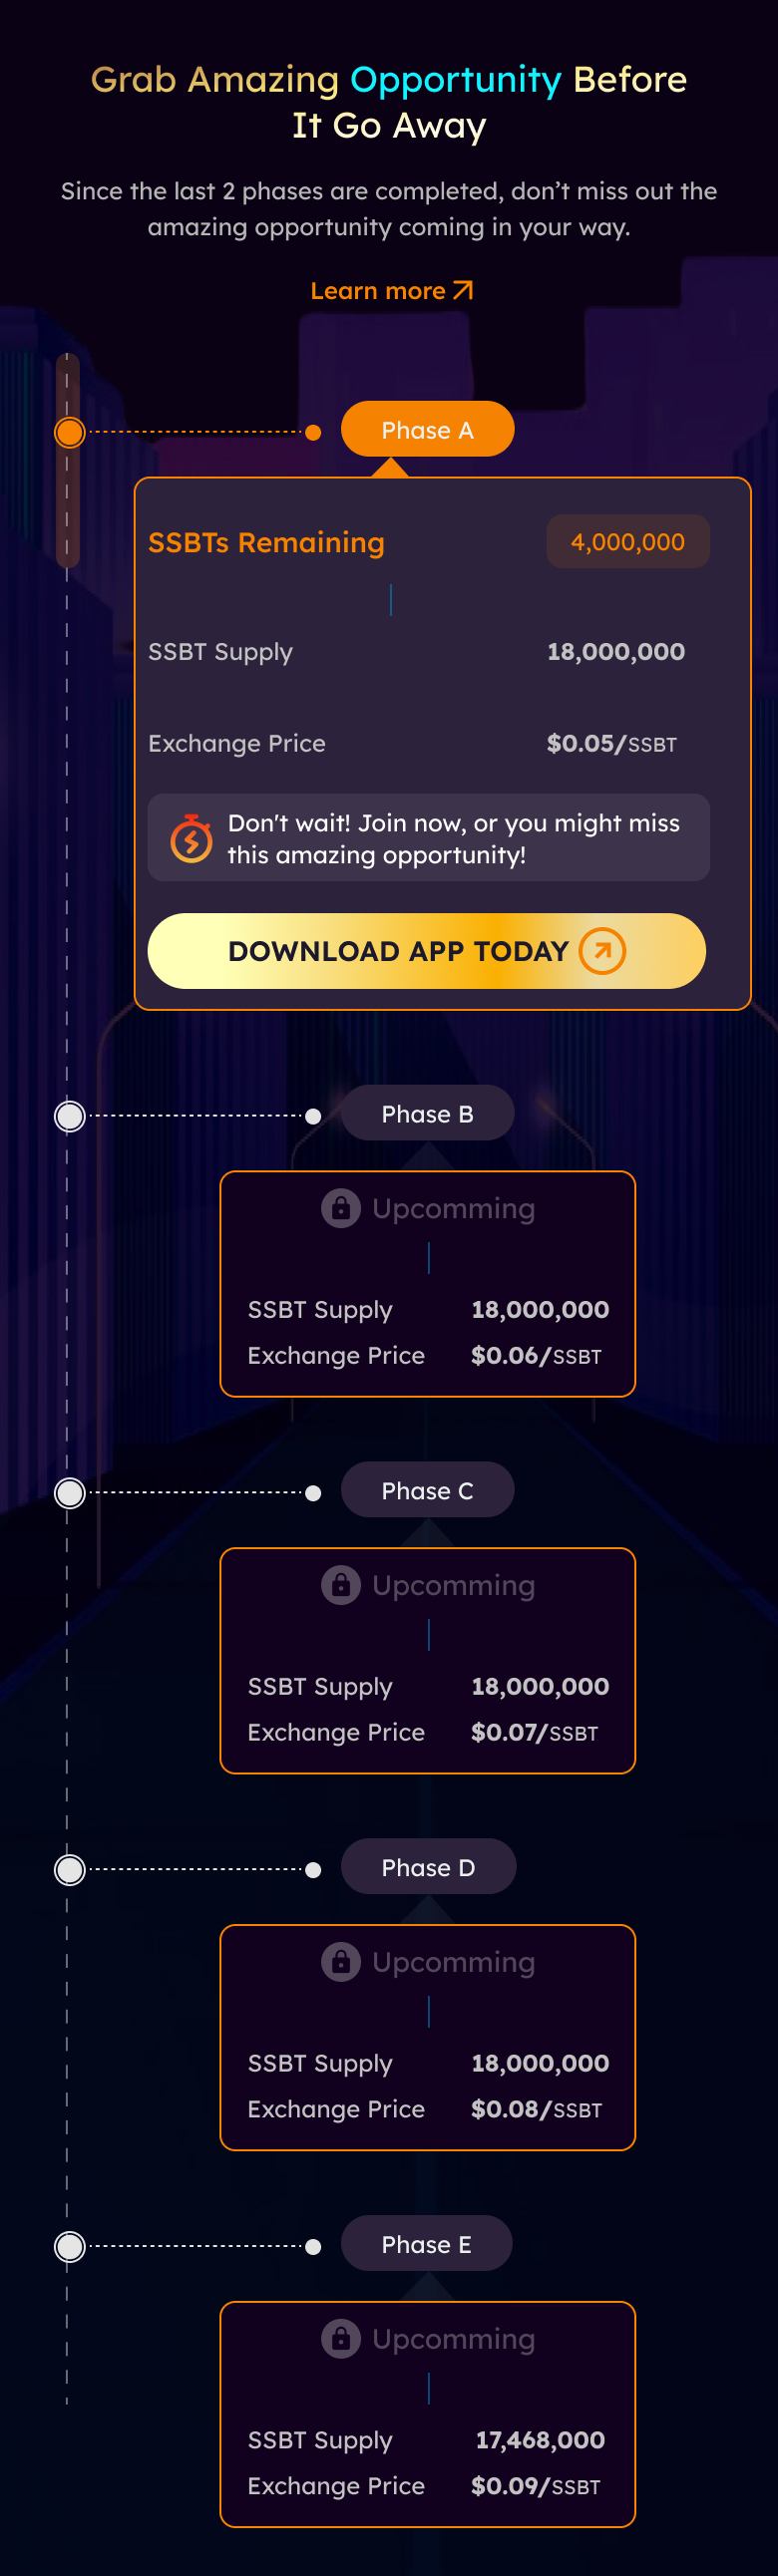 Grab Amazing Opportunity Before
It Go Away
Since the last 2 phases are completed, don’t miss out the
amazing opportunity coming in your way.
Learn more
Phase A
SSBTs Remaining 4,000,000
SSBT Supply 18,000,000
Exchange Price $0.05/SSBT
Don't wait! Join now, or you might miss
this amazing opportunity!
DOWNLOAD APP TODAY
Phase B
Upcomming
SSBT Supply 18,000,000
Exchange Price $0.06/SSBT
Phase C
Upcomming
SSBT Supply 18,000,000
Exchange Price $0.07/SSBT
Phase D
Upcomming
SSBT Supply 18,000,000
Exchange Price $0.08/SSBT
Phase E
Upcomming
SSBT Supply 17,468,000
Exchange Price $0.09/SSBT